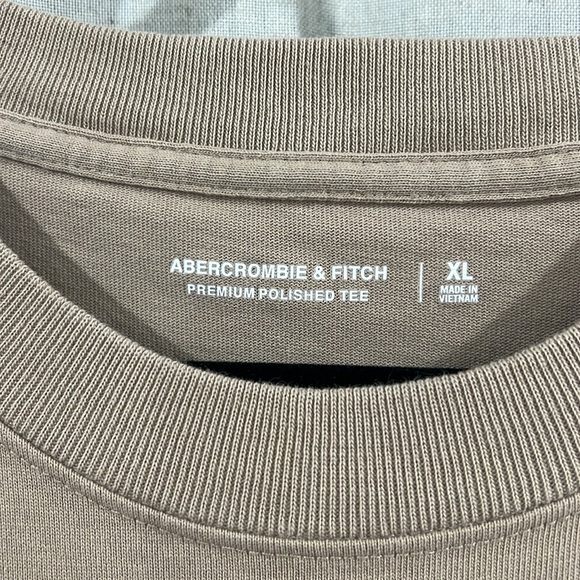 ABERCROMBIE & FITCH
PREMIUM POLISHED TEE
XL
MADE IN
VIETNAM